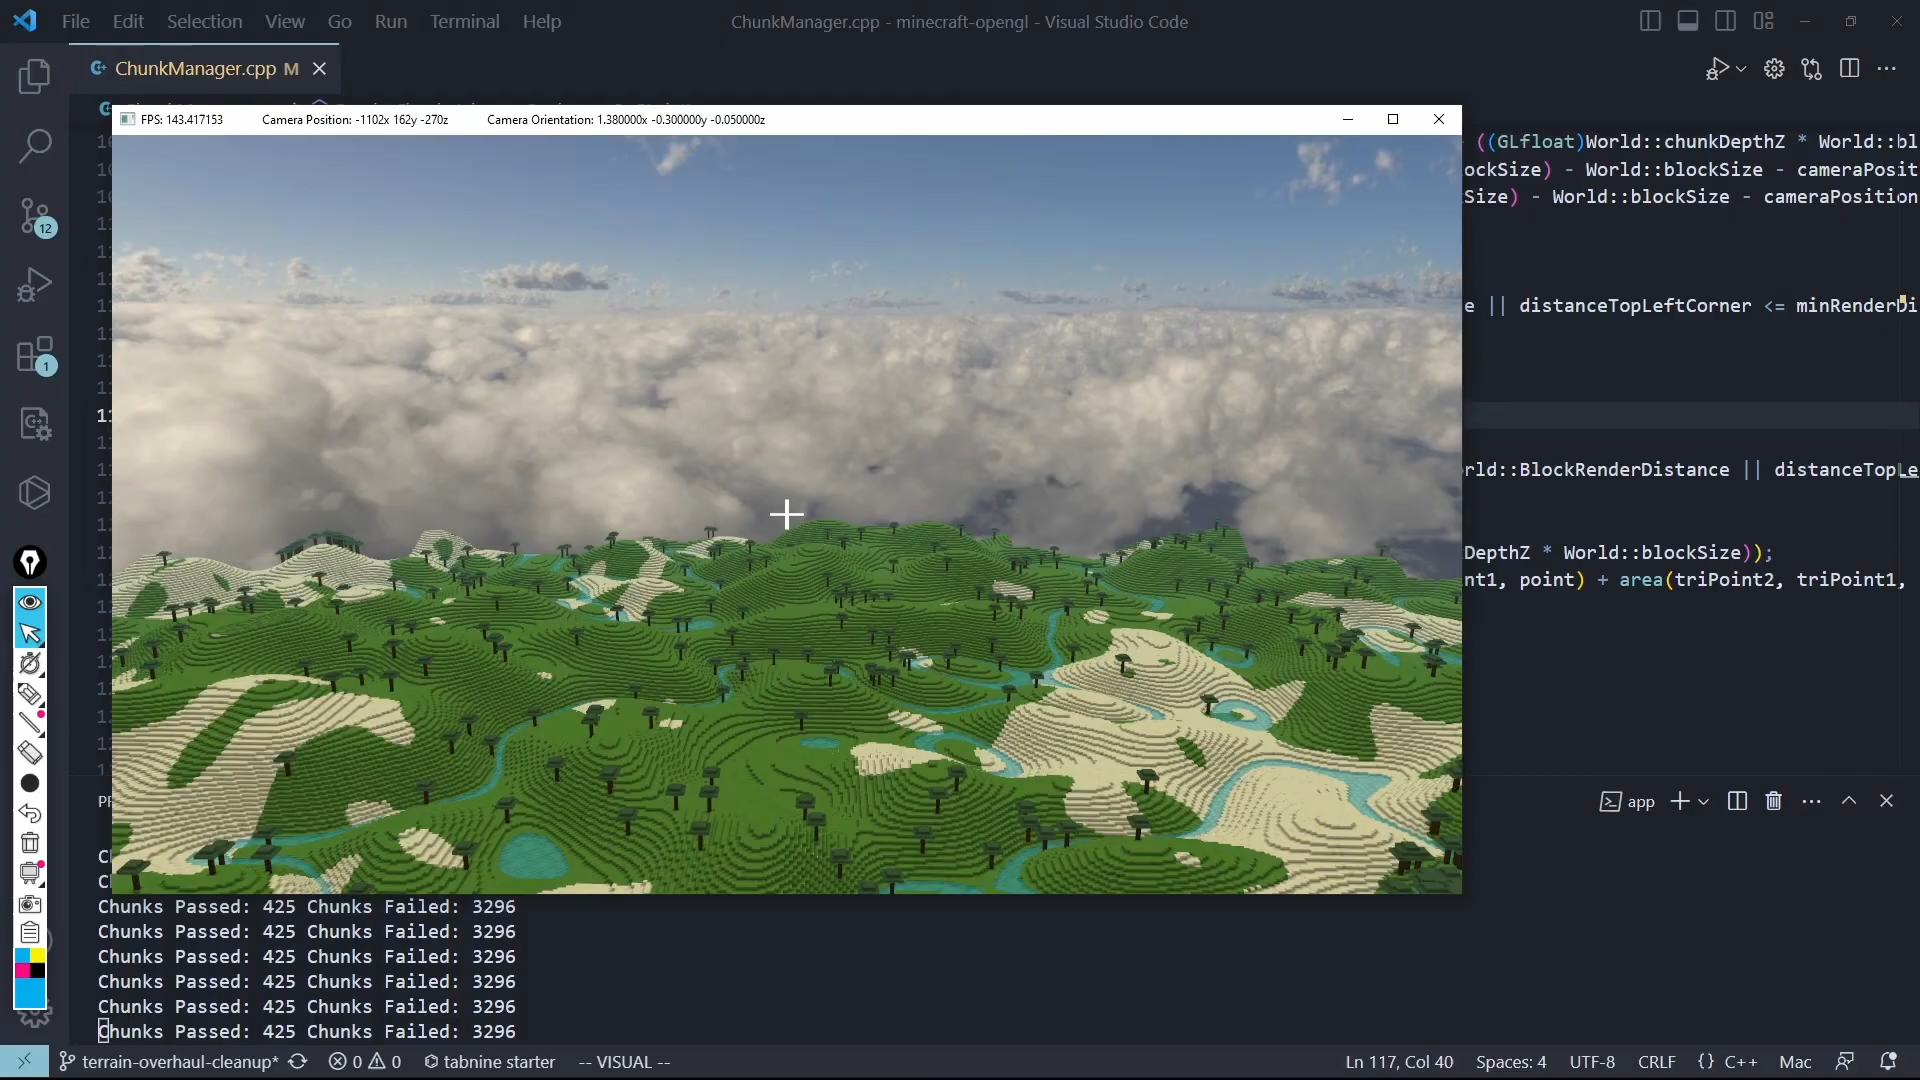 File Edit Selection View Go Run Terminal Help
ChunkManager.cpp - minecraft-opengl - Visual Studio Code
ChunkManager.cpp M
FPS: 143.417153 Camera Position: -1102x 162y -270z Camera Orientation: 1.380000x -0.300000y -0.050000z
((GLfloat)World::chunkDepthZ * World::bl
ockSize) - World::blockSize - cameraPosit
Size) - World::blockSize - cameraPosition
12
e || distanceTopLeftCorner <= minRenderDi
1
rld::BlockRenderDistance || distanceTopLe
DepthZ * World::blockSize));
nt1, point) + area(triPoint2, triPoint1,
app
Chunks Passed: 425 Chunks Failed: 3296
Chunks Passed: 425 Chunks Failed: 3296
Chunks Passed: 425 Chunks Failed: 3296
Chunks Passed: 425 Chunks Failed: 3296
Chunks Passed: 425 Chunks Failed: 3296
Chunks Passed: 425 Chunks Failed: 3296
terrain-overhaul-cleanup* 0 0 tabnine starter -- VISUAL -- Ln 117, Col 40 Spaces: 4 UTF-8 CRLF {} C++ Mac